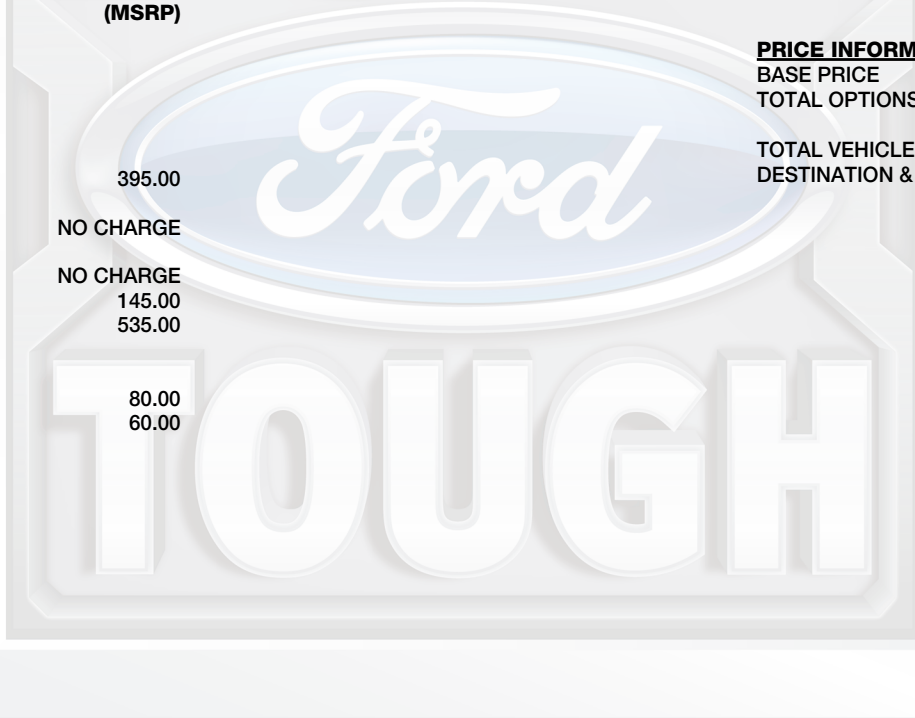 (MSRP)
395.00
NO CHARGE
NO CHARGE
145.00
535.00
80.00
60.00
PRICE INFORM
BASE PRICE
TOTAL OPTIONS
TOTAL VEHICLE
DESTINATION &
Ford
TOUGH